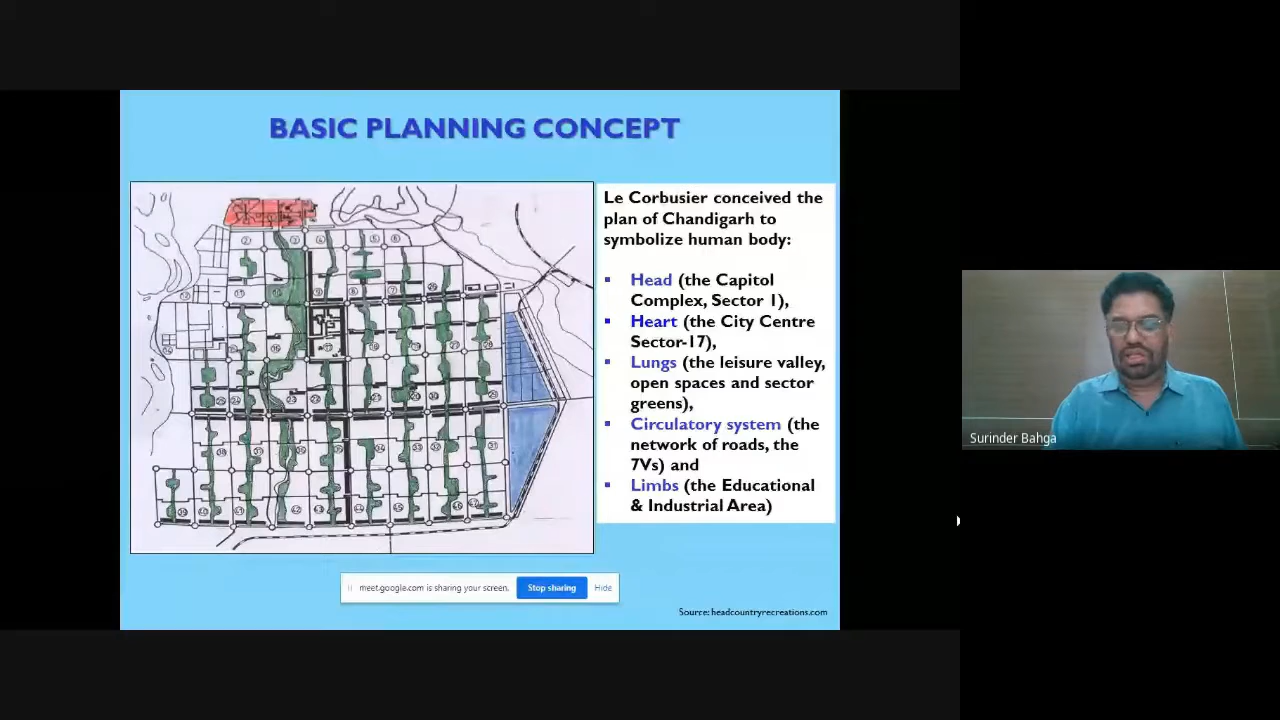 BASIC PLANNING CONCEPT
Le Corbusier conceived the
plan of Chandigarh to
symbolize human body:
▪ Head (the Capitol
Complex, Sector 1),
▪ Heart (the City Centre
Sector-17),
▪ Lungs (the leisure valley,
open spaces and sector
greens),
▪ Circulatory system (the
network of roads, the
7Vs) and
▪ Limbs (the Educational
& Industrial Area)
Surinder Bahga
meet.google.com is sharing your screen.
Stop sharing
Hide
Source: headcountryrecreations.com